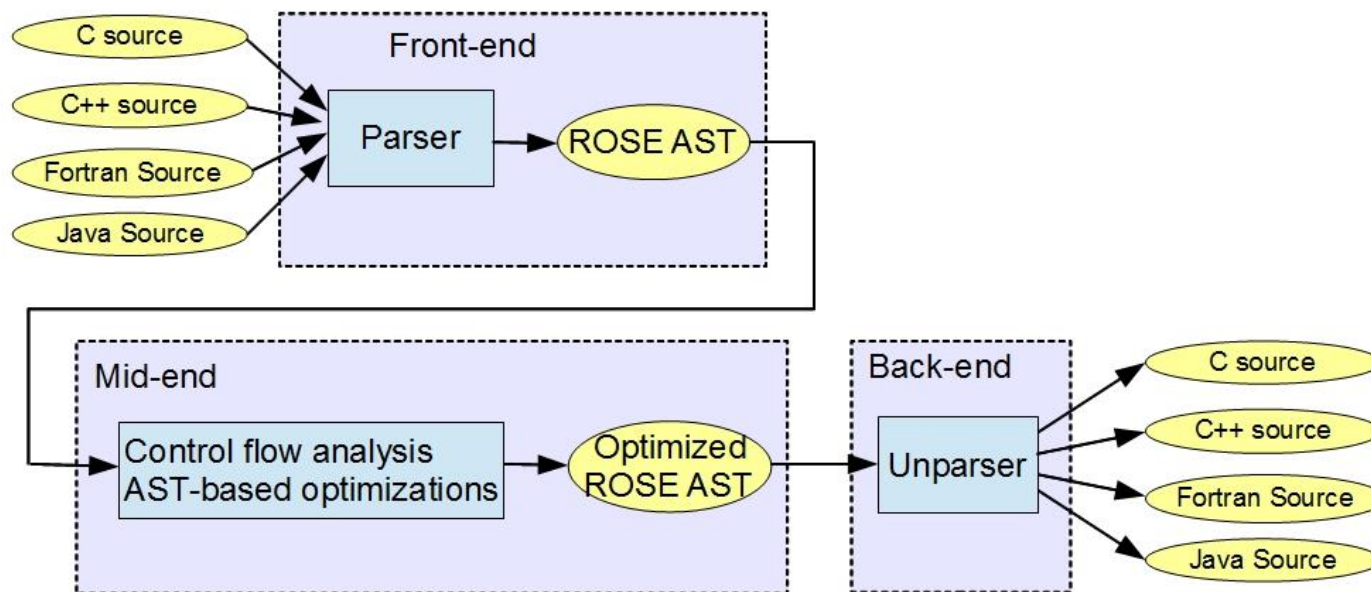 C source
C++ source
Fortran Source
Java Source
Front-end
Parser
ROSE AST
Mid-end
Control flow analysis
AST-based optimizations
Optimized
ROSE AST
Back-end
Unparser
C source
C++ source
Fortran Source
Java Source